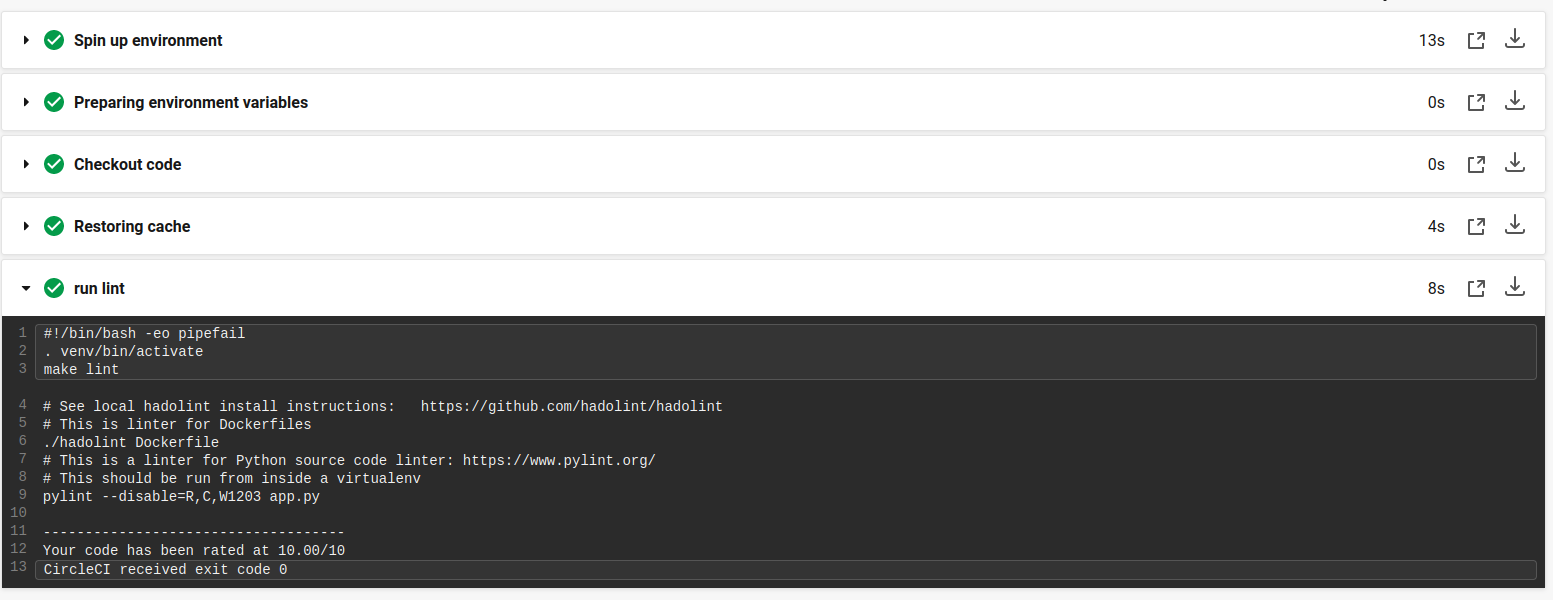 Spin up environment 13s
Preparing environment variables 0s
Checkout code 0s
Restoring cache 4s
run lint 8s
1 #!/bin/bash -eo pipefail
2 . venv/bin/activate
3 make lint
4 # See local hadolint install instructions:   https://github.com/hadolint/hadolint
5 # This is linter for Dockerfiles
6 ./hadolint Dockerfile
7 # This is a linter for Python source code linter: https://www.pylint.org/
8 # This should be run from inside a virtualenv
9 pylint --disable=R,C,W1203 app.py
10
11 ------------------------------------
12 Your code has been rated at 10.00/10
13 CircleCI received exit code 0